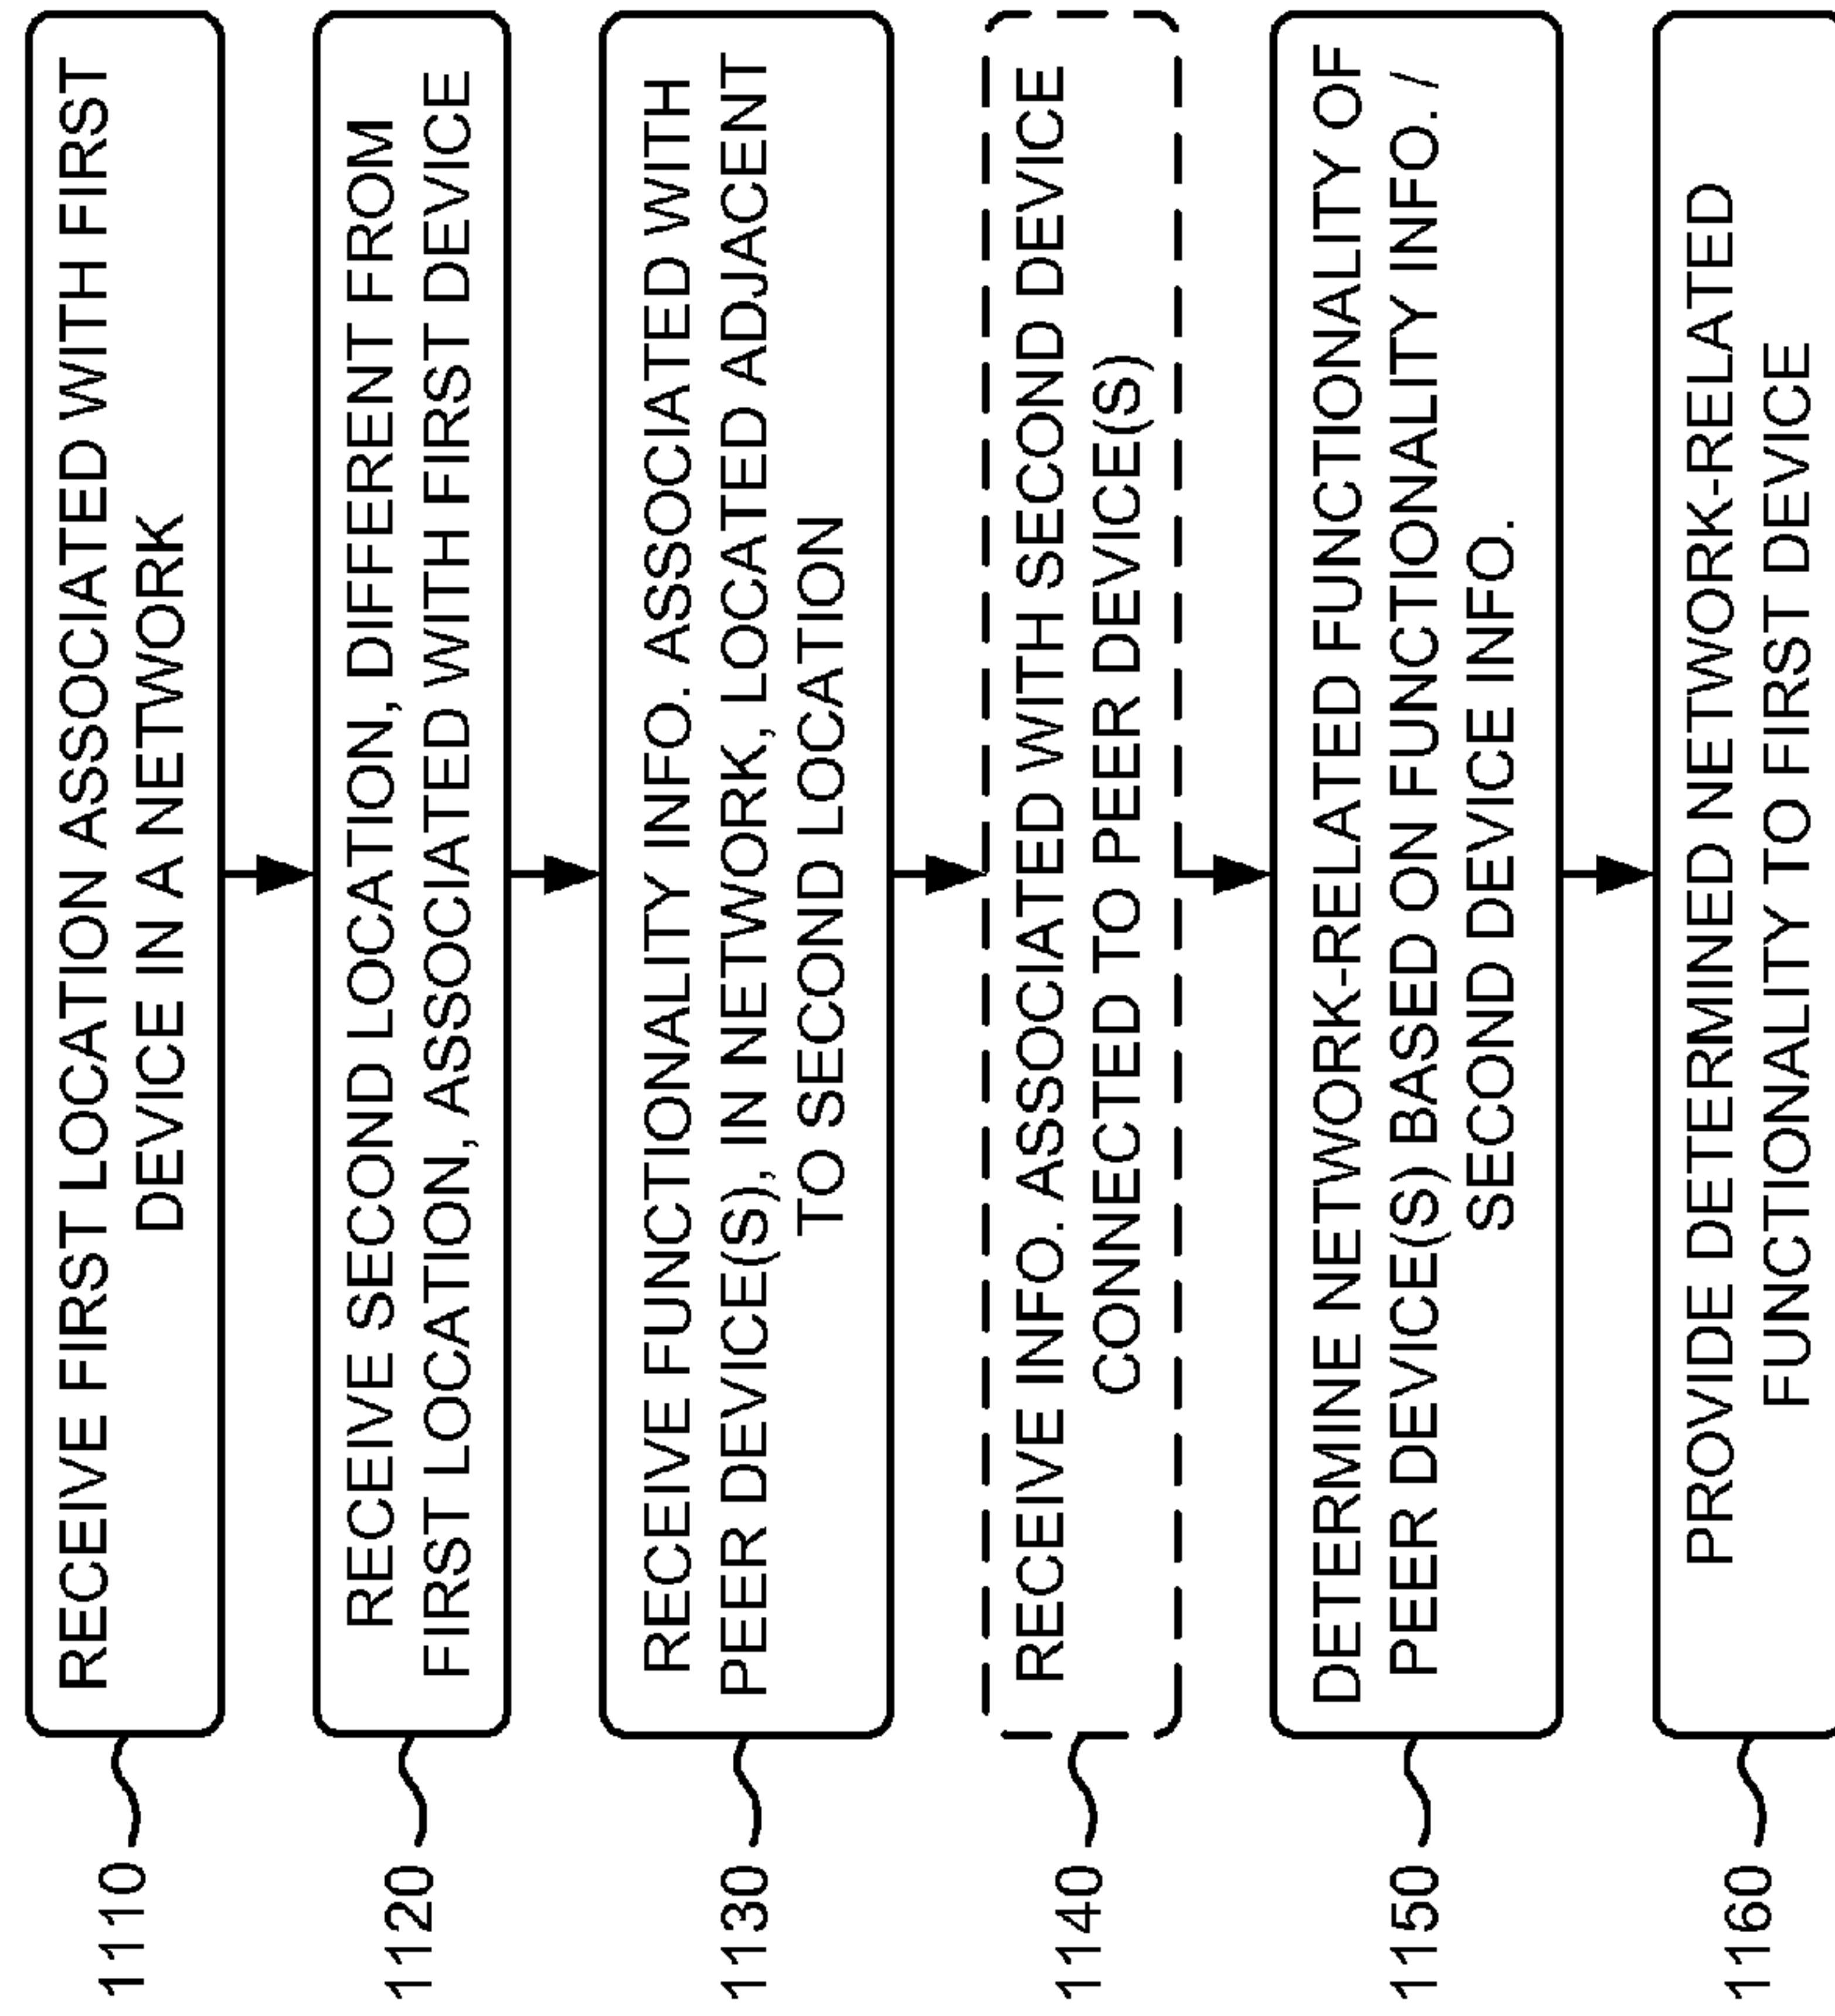 1110
RECEIVE FIRST LOCATION ASSOCIATED WITH FIRST
DEVICE IN A NETWORK
1120
RECEIVE SECOND LOCATION, DIFFERENT FROM
FIRST LOCATION, ASSOCIATED WITH FIRST DEVICE
1130
RECEIVE FUNCTIONALITY INFO. ASSOCIATED WITH
PEER DEVICE(S), IN NETWORK, LOCATED ADJACENT
TO SECOND LOCATION
1140
RECEIVE INFO. ASSOCIATED WITH SECOND DEVICE
CONNECTED TO PEER DEVICE(S)
1150
DETERMINE NETWORK-RELATED FUNCTIONALITY OF
PEER DEVICE(S) BASED ON FUNCTIONALITY INFO. /
SECOND DEVICE INFO.
1160
PROVIDE DETERMINED NETWORK-RELATED
FUNCTIONALITY TO FIRST DEVICE